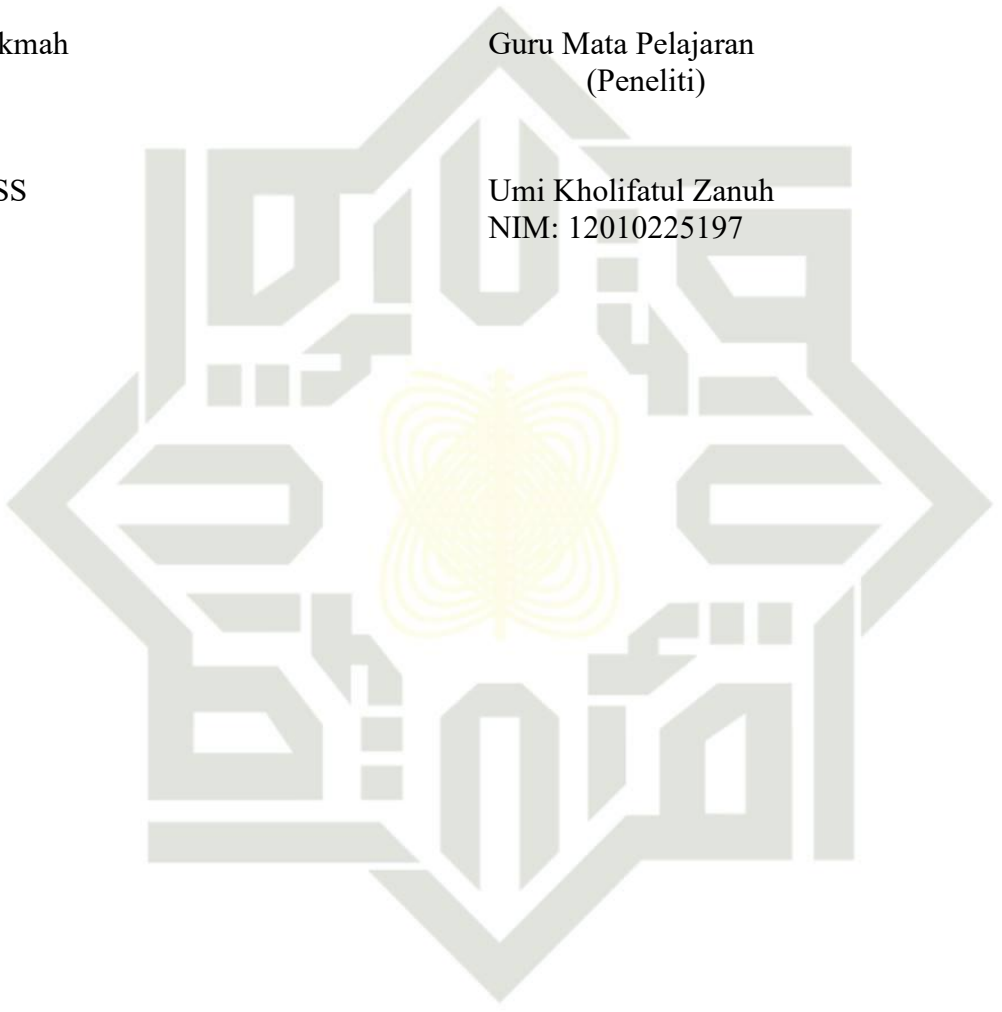 kmah
Guru Mata Pelajaran
(Peneliti)
SS
Umi Kholifatul Zanuh
NIM: 12010225197